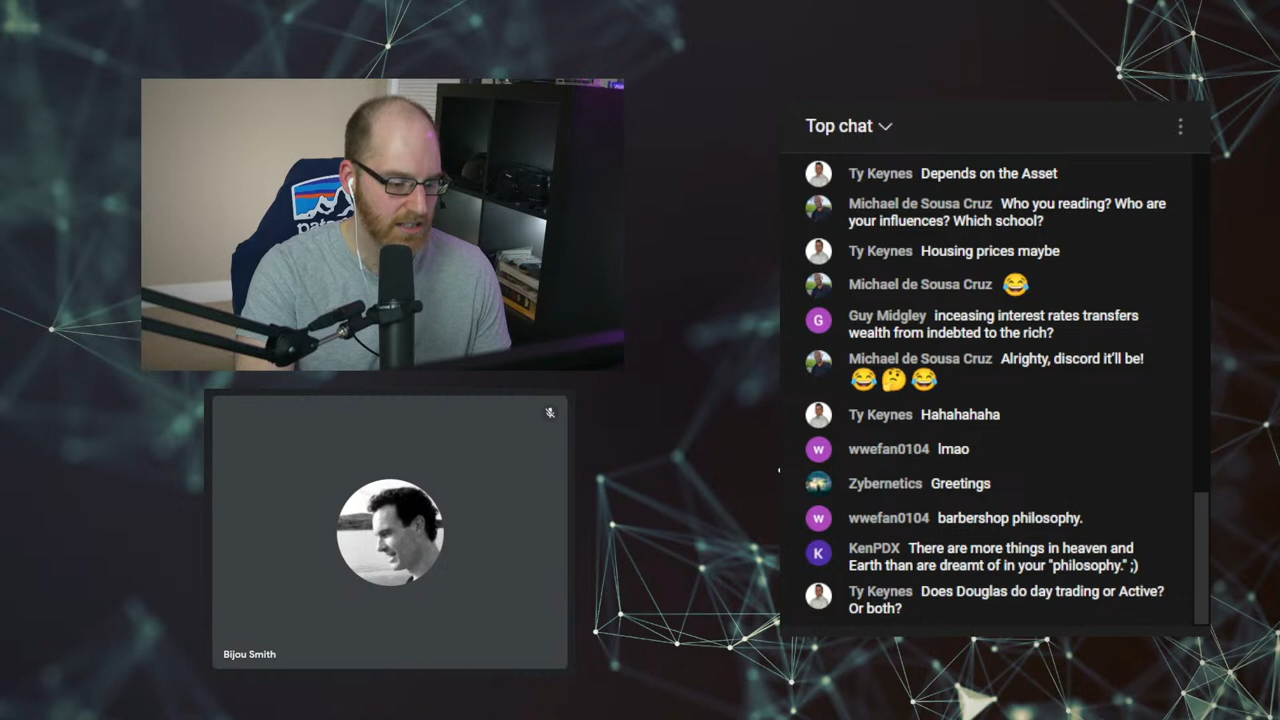 pata
Bijou Smith
Top chat
Ty Keynes Depends on the Asset
Michael de Sousa Cruz Who you reading? Who are
your influences? Which school?
Ty Keynes Housing prices maybe
Michael de Sousa Cruz 😂
G
Guy Midgley inceasing interest rates transfers
wealth from indebted to the rich?
Michael de Sousa Cruz Alrighty, discord it'll be!
😂🤔😂
Ty Keynes Hahahahaha
w
wwefan0104 lmao
Zybernetics Greetings
w
wwefan0104 barbershop philosophy.
K
KenPDX There are more things in heaven and
Earth than are dreamt of in your "philosophy." ;)
Ty Keynes Does Douglas do day trading or Active?
Or both?